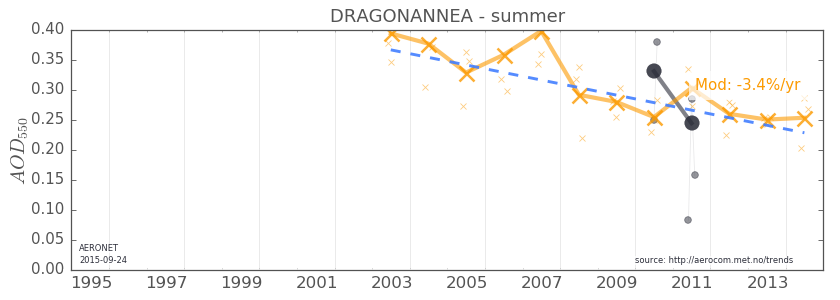 DRAGONANNEA - summer
0.40
0.35
0.30
0.25
0.20
0.15
0.10
0.05
0.00
AOD550
Mod: -3.4%/yr
AERONET
2015-09-24
source: http://aerocom.met.no/trends
1995 1997 1999 2001 2003 2005 2007 2009 2011 2013